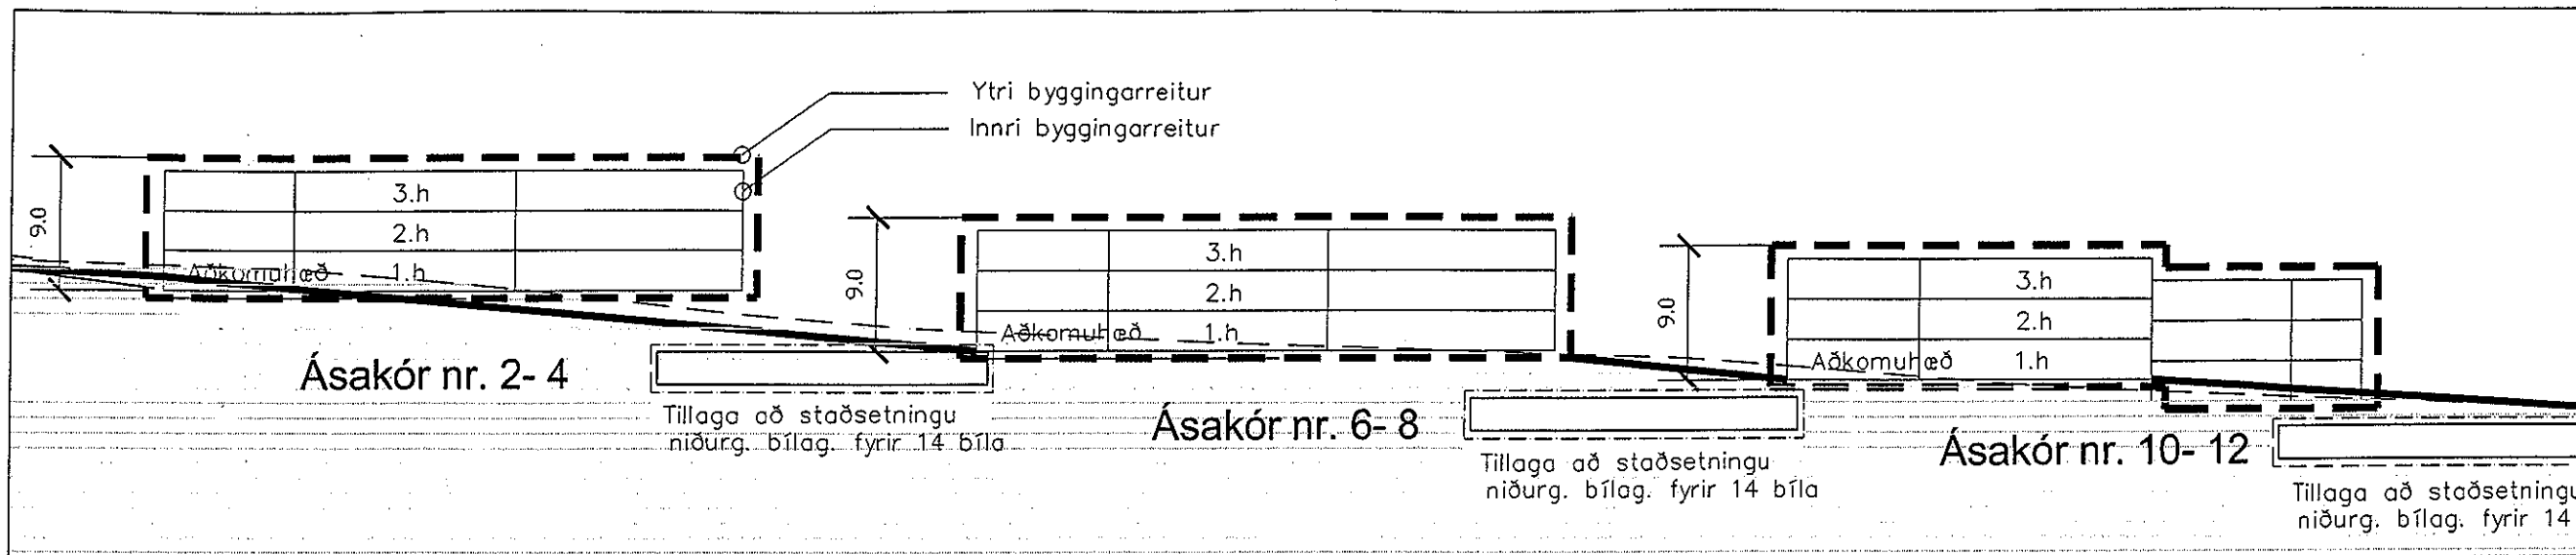 Ytri byggingarreitur
Innri byggingarreitur
9.0
3.h
2.h
Aðkomuhæð 1.h
Ásakór nr. 2- 4
Tillaga að staðsetningu
niðurg. bílag. fyrir 14 bíla
9.0
3.h
2.h
Aðkomuhæð 1.h
Ásakór nr. 6- 8
Tillaga að staðsetningu
niðurg. bílag. fyrir 14 bíla
9.0
3.h
2.h
Aðkomuhæð 1.h
Ásakór nr. 10- 12
Tillaga að staðsetningu
niðurg. bílag. fyrir 14